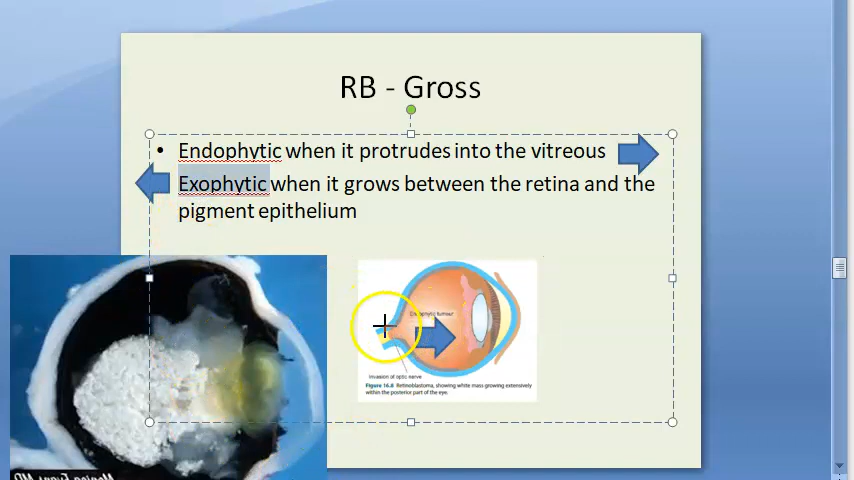 RB - Gross
• Endophytic when it protrudes into the vitreous
Exophytic when it grows between the retina and the
pigment epithelium
Exophytic tumour
Invasion of optic nerve
Figure 16.8 Retinoblastoma, showing white mass growing extensively
within the posterior part of the eye.